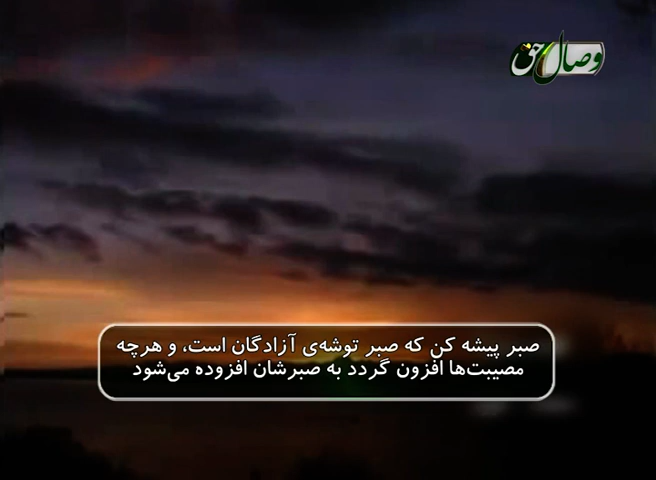 وصال حق
صبر پیشه کن که صبر توشه‌ی آزادگان است، و هرچه
مصیبت‌ها افزون گردد به صبرشان افزوده می‌شود